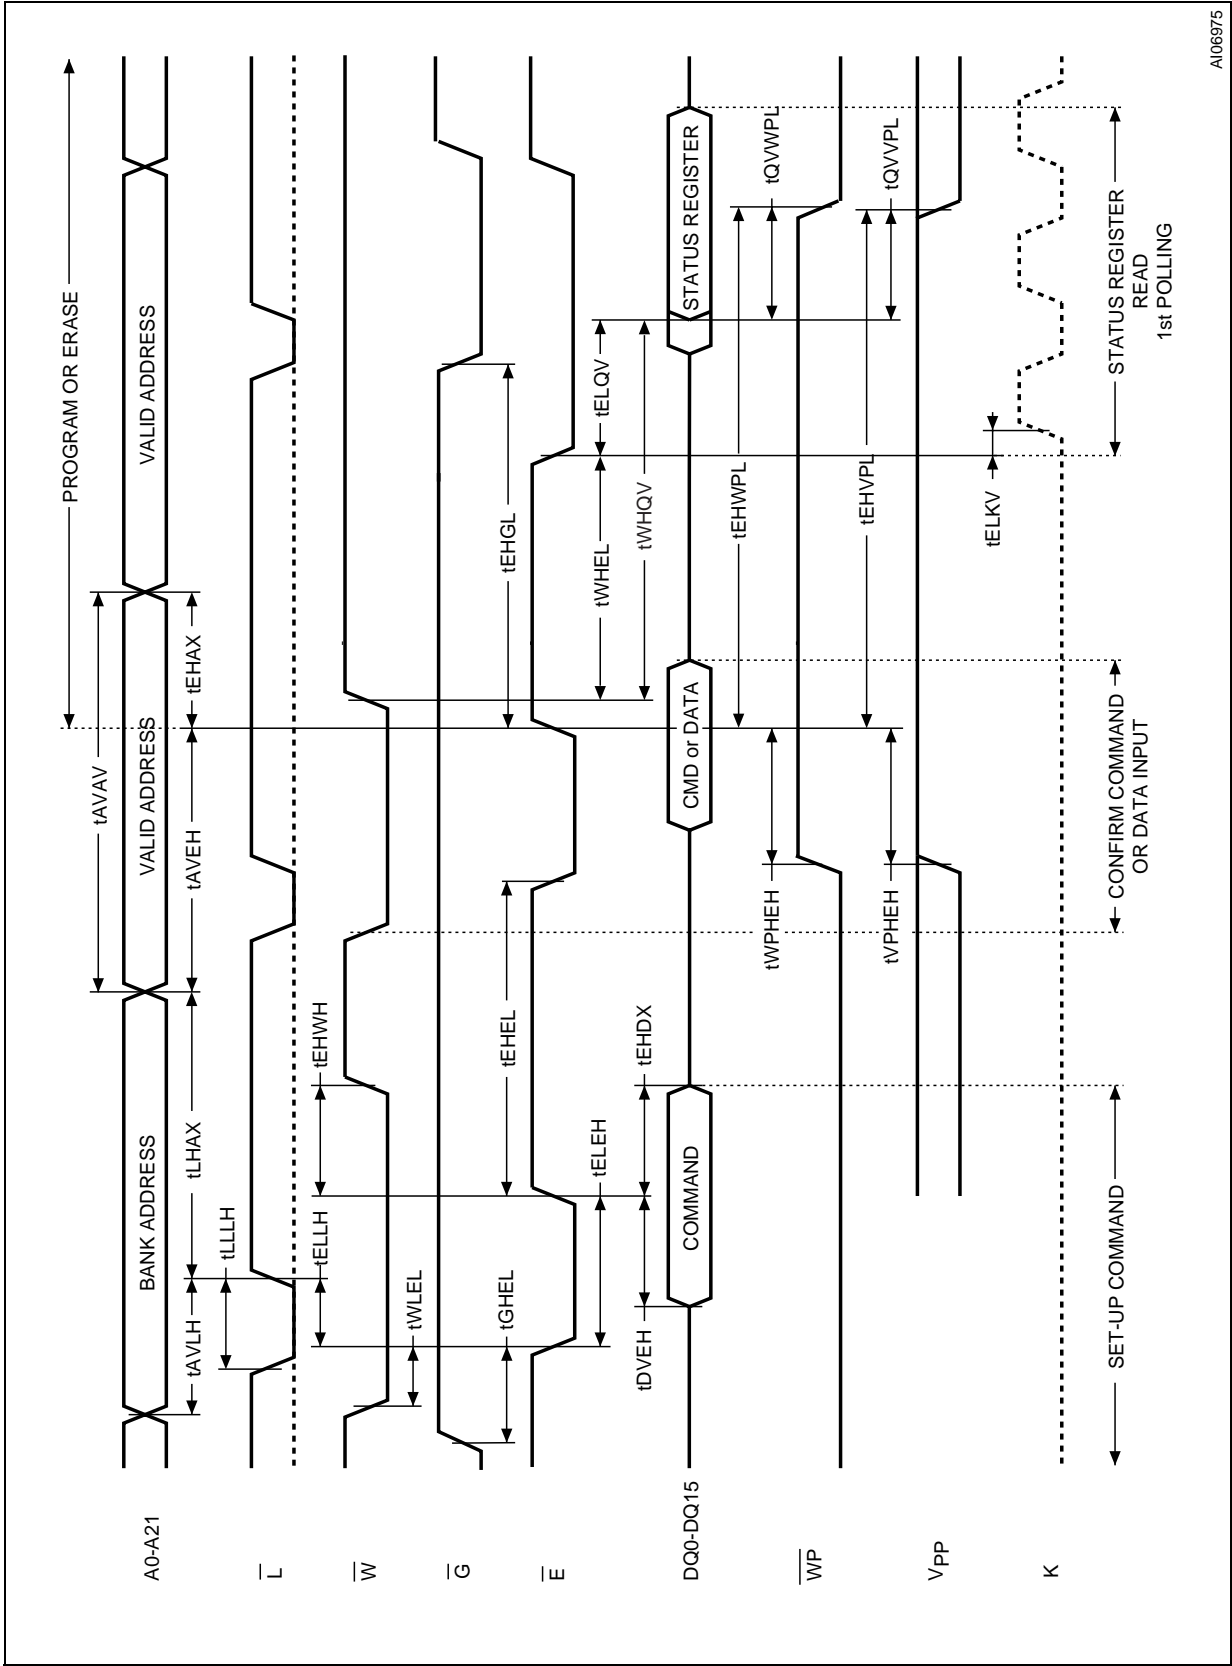 PROGRAM OR ERASE
tAVAV
A0-A21
BANK ADDRESS
VALID ADDRESS
VALID ADDRESS
tAVLH
tLHAX
tAVEH
tEHAX
tLLLH
L
tELLH
tEHWH
W
tWLEL
G
tGHEL
tEHEL
tEHGL
E
tELEH
tWHEL
tELQV
tDVEH
tEHDX
tWHQV
DQ0-DQ15
COMMAND
CMD or DATA
STATUS REGISTER
tEHWPL
tWPHEH
tQVWPL
WP
tEHVPL
tVPHEH
tQVVPL
VPP
tELKV
K
SET-UP COMMAND
CONFIRM COMMAND
OR DATA INPUT
STATUS REGISTER
READ
1st POLLING
AI06975